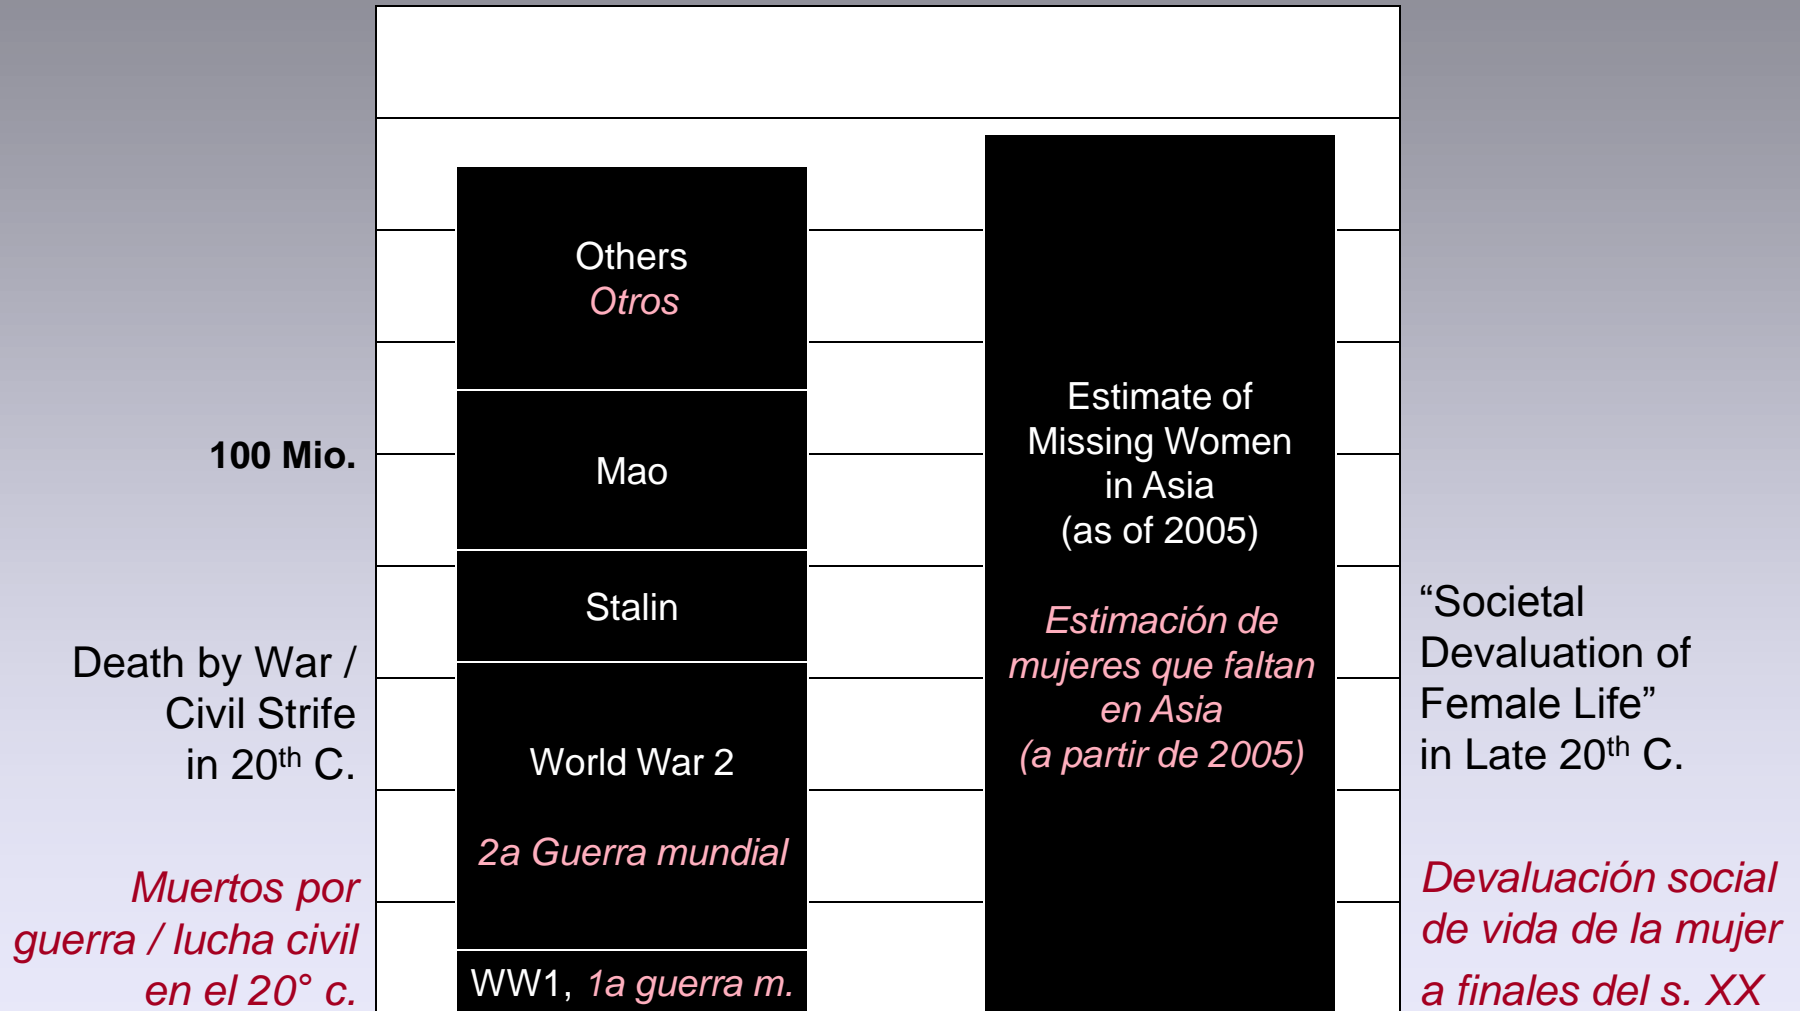 100 Mio.
Death by War /
Civil Strife
in 20th C.
Muertos por
guerra / lucha civil
en el 20° c.
Others
Otros
Mao
Stalin
World War 2
2a Guerra mundial
WW1, 1a guerra m.
Estimate of
Missing Women
in Asia
(as of 2005)
Estimación de
mujeres que faltan
en Asia
(a partir de 2005)
“Societal
Devaluation of
Female Life”
in Late 20th C.
Devaluación social
de vida de la mujer
a finales del s. XX